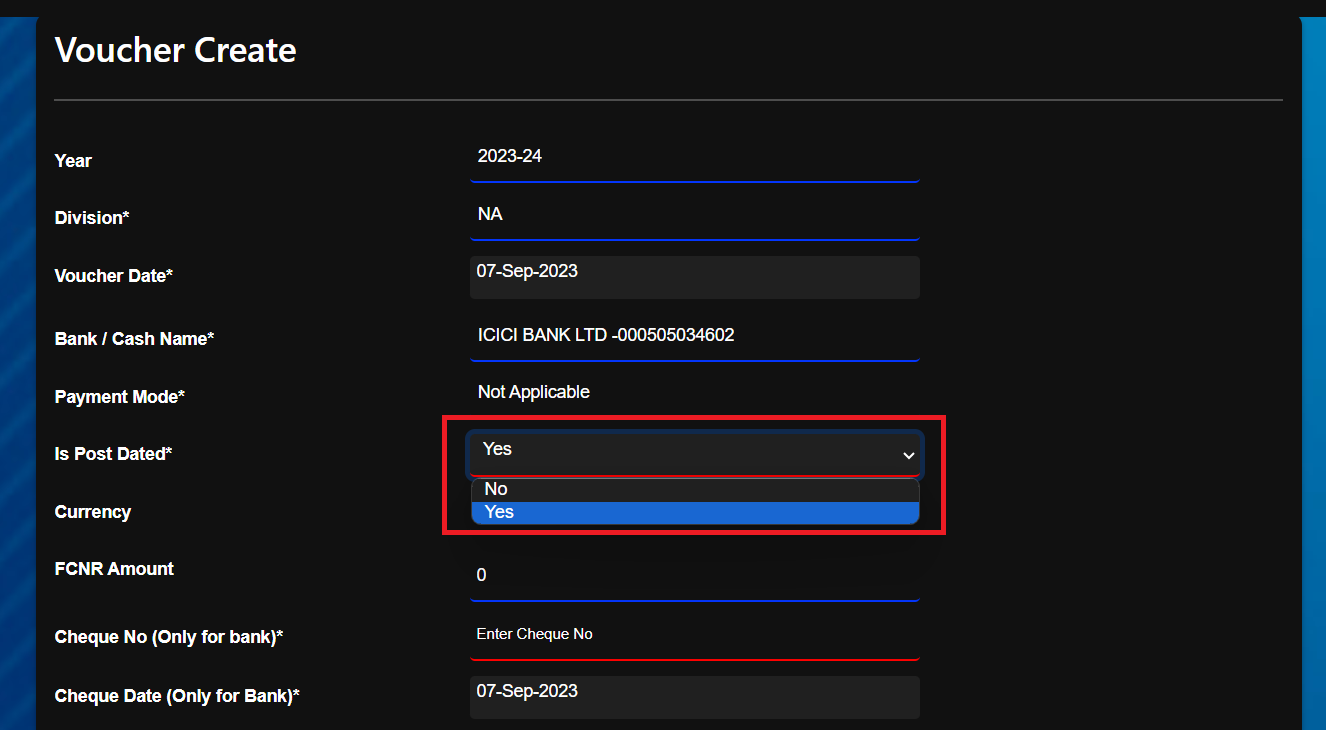 Voucher Create
Year
2023-24
Division*
NA
Voucher Date*
07-Sep-2023
Bank / Cash Name*
ICICI BANK LTD -000505034602
Payment Mode*
Not Applicable
Is Post Dated*
Yes
No
Yes
Currency
FCNR Amount
0
Cheque No (Only for bank)*
Enter Cheque No
Cheque Date (Only for Bank)*
07-Sep-2023